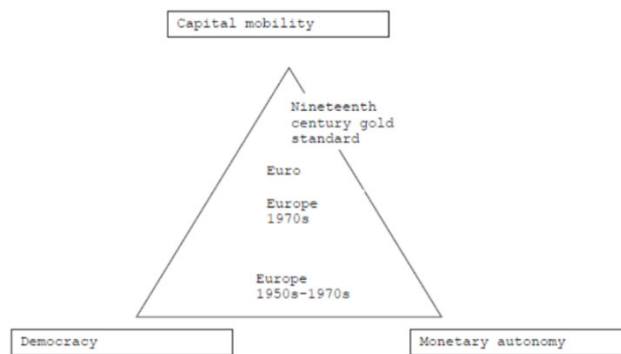 Capital mobility
Nineteenth
century gold
standard
Euro
Europe
1970s
Europe
1950s-1970s
Democracy
Monetary autonomy